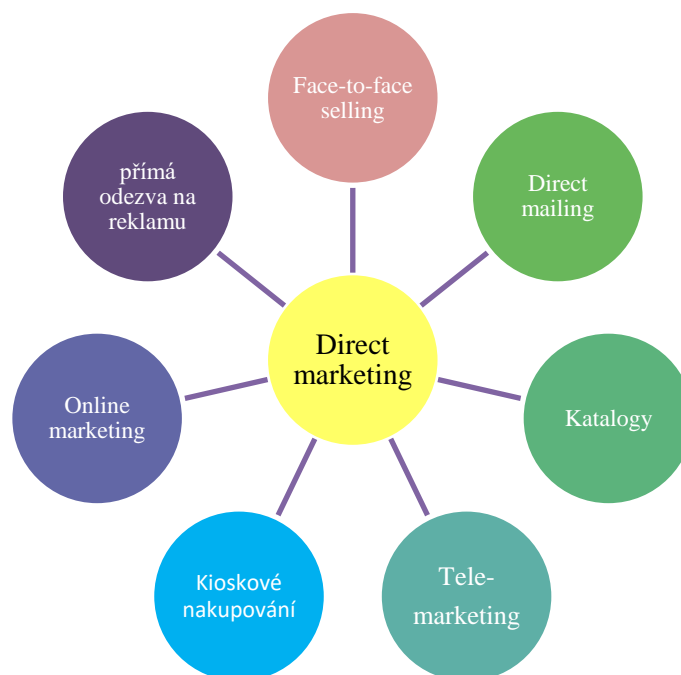 Face-to-face
selling
Direct
mailing
Katalogy
Tele-
marketing
Kioskové
nakupování
Online
marketing
přímá
odezva na
reklamu
Direct
marketing